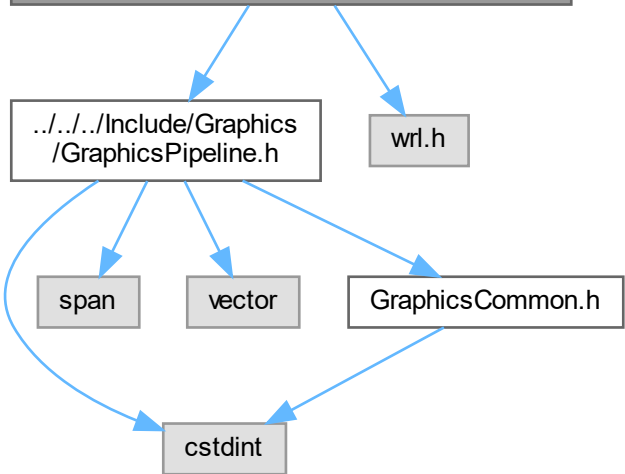 ../../../Include/Graphics
/GraphicsPipeline.h
wrl.h
span
vector
GraphicsCommon.h
cstdint